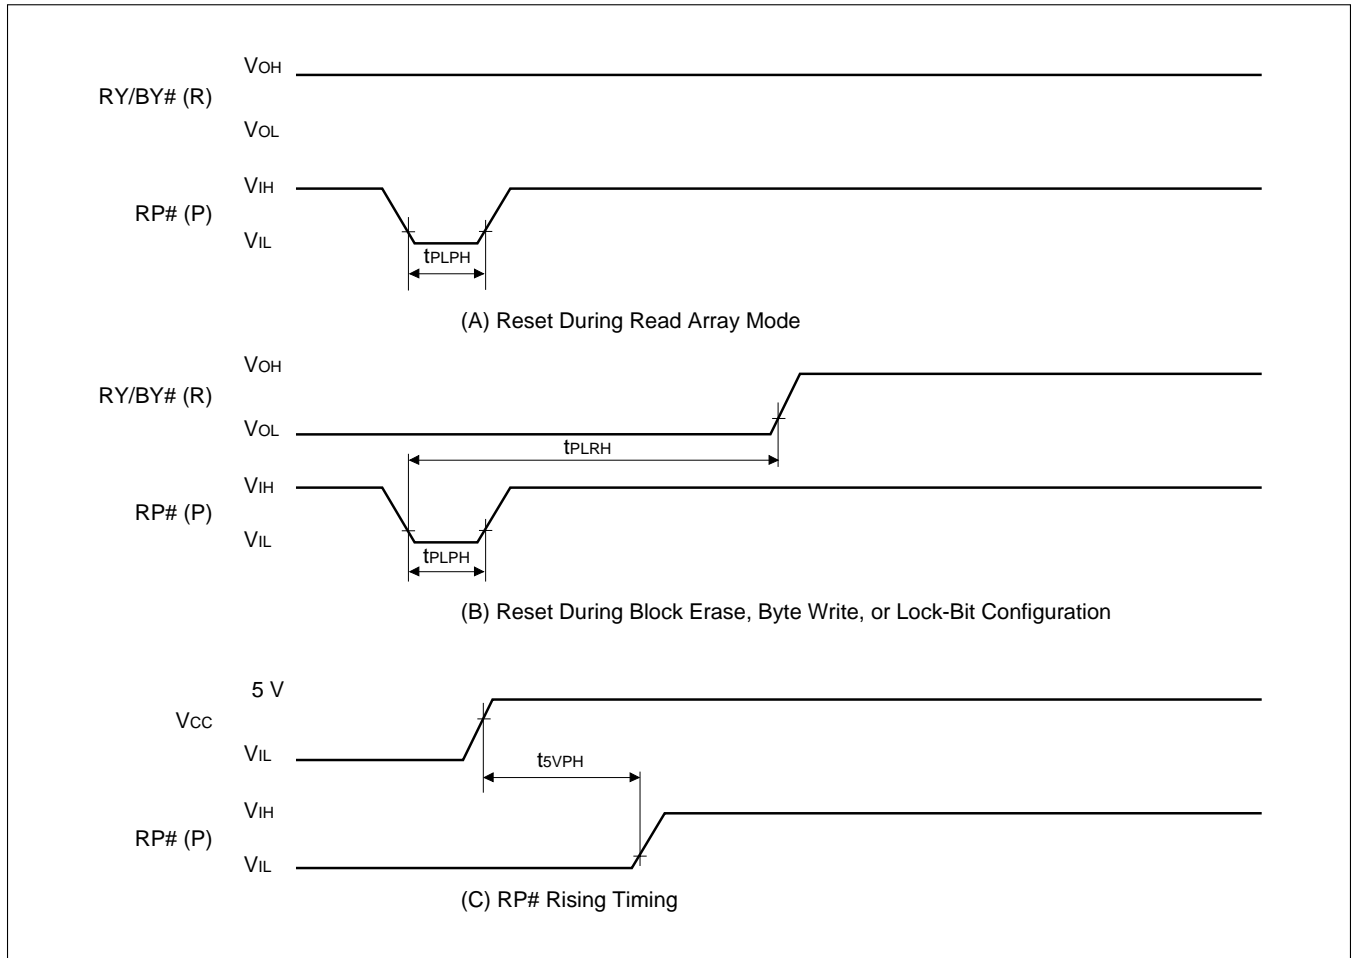 VOH
RY/BY# (R)
VOL
VIH
RP# (P)
VIL
tPLPH
(A) Reset During Read Array Mode
VOH
RY/BY# (R)
VOL
tPLRH
VIH
RP# (P)
VIL
tPLPH
(B) Reset During Block Erase, Byte Write, or Lock-Bit Configuration
5 V
VCC
VIL
t5VPH
VIH
RP# (P)
VIL
(C) RP# Rising Timing